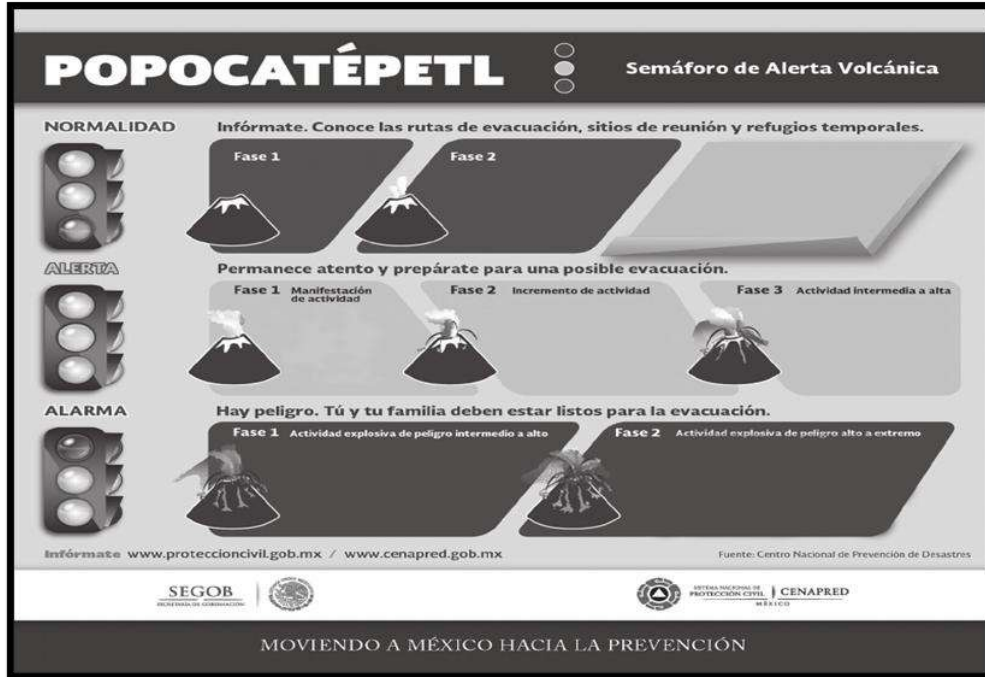 POPOCATÉPETL
Semáforo de Alerta Volcánica
NORMALIDAD
Infórmate. Conoce las rutas de evacuación, sitios de reunión y refugios temporales.
Fase 1
Fase 2
ALERTA
Permanece atento y prepárate para una posible evacuación.
Fase 1 Manifestación
de actividad
Fase 2 Incremento de actividad
Fase 3 Actividad intermedia a alta
ALARMA
Hay peligro. Tú y tu familia deben estar listos para la evacuación.
Fase 1 Actividad explosiva de peligro intermedio a alto
Fase 2 Actividad explosiva de peligro alto a extremo
Infórmate www.proteccioncivil.gob.mx / www.cenapred.gob.mx
Fuente: Centro Nacional de Prevención de Desastres
SEGOB
SECRETARÍA DE GOBERNACIÓN
SISTEMA NACIONAL DE
PROTECCIÓN CIVIL
MÉXICO
CENAPRED
MOVIENDO A MÉXICO HACIA LA PREVENCIÓN